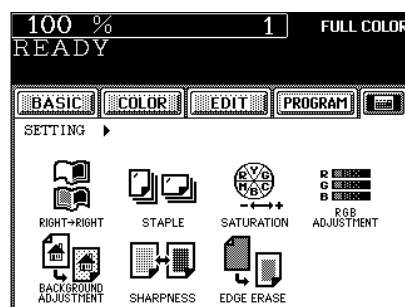 100 % 1 FULL COLOR
READY
BASIC COLOR EDIT PROGRAM
SETTING
R Y G
M B C
R
G
B
- +
RIGHT→RIGHT STAPLE SATURATION RGB ADJUSTMENT
BACKGROUND ADJUSTMENT SHARPNESS EDGE ERASE